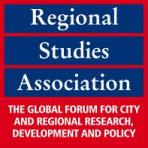 Regional
Studies
Association
THE GLOBAL FORUM FOR CITY
AND REGIONAL RESEARCH,
DEVELOPMENT AND POLICY